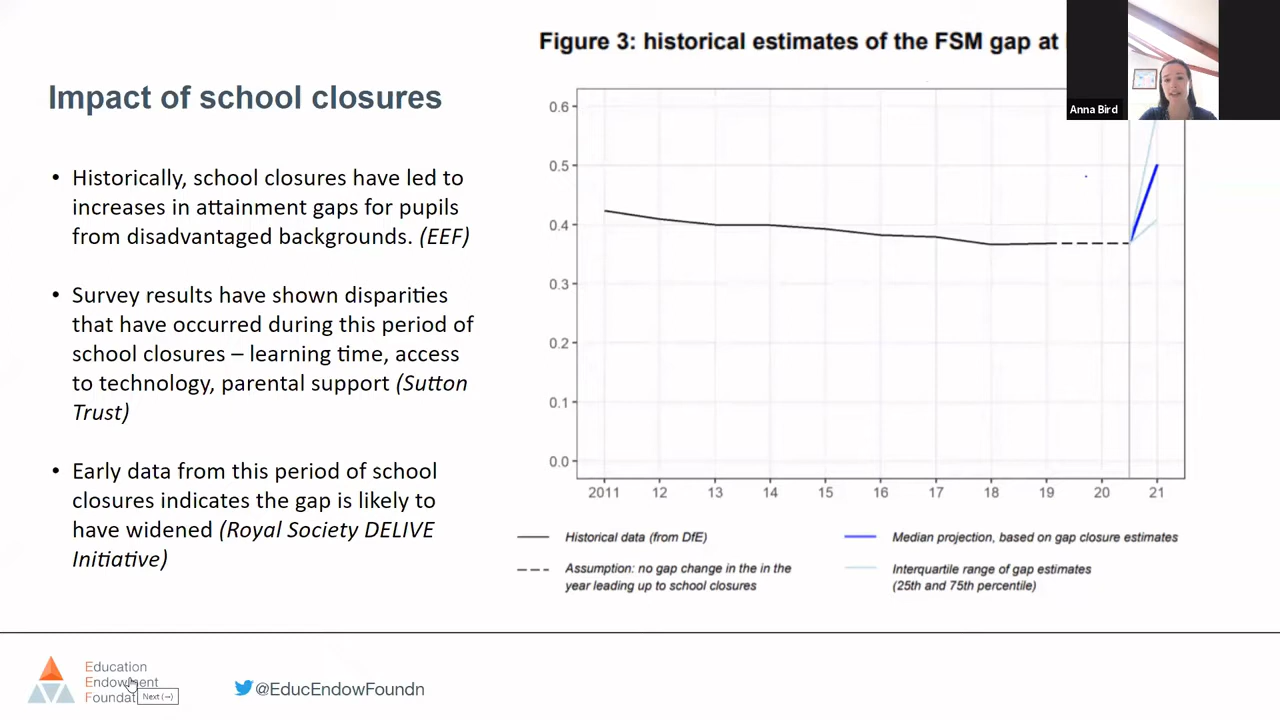 Figure 3: historical estimates of the FSM gap at
Anna Bird
Impact of school closures
• Historically, school closures have led to
increases in attainment gaps for pupils
from disadvantaged backgrounds. (EEF)
• Survey results have shown disparities
that have occurred during this period of
school closures – learning time, access
to technology, parental support (Sutton
Trust)
• Early data from this period of school
closures indicates the gap is likely to
have widened (Royal Society DELIVE
Initiative)
0.6
0.5
0.4
0.3
0.2
0.1
0.0
2011 12 13 14 15 16 17 18 19 20 21
Historical data (from DfE)
Assumption: no gap change in the in the
year leading up to school closures
Median projection, based on gap closure estimates
Interquartile range of gap estimates
(25th and 75th percentile)
Education
Endowment
Foundat
Next (→)
@EducEndowFoundn